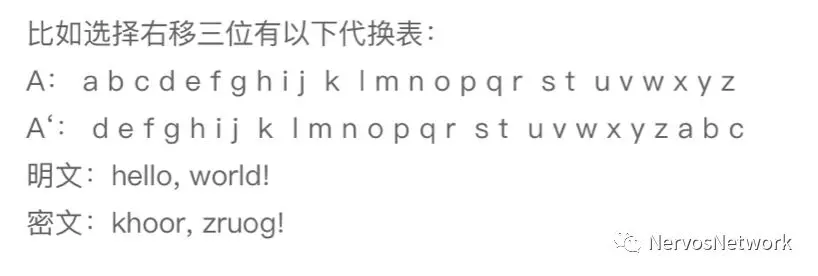 比如选择右移三位有以下代换表：
A： a b c d e f g h i j k l m n o p q r s t u v w x y z
A‘： d e f g h i j k l m n o p q r s t u v w x y z a b c
明文：hello, world!
密文：khoor, zruog!
NervosNetwork